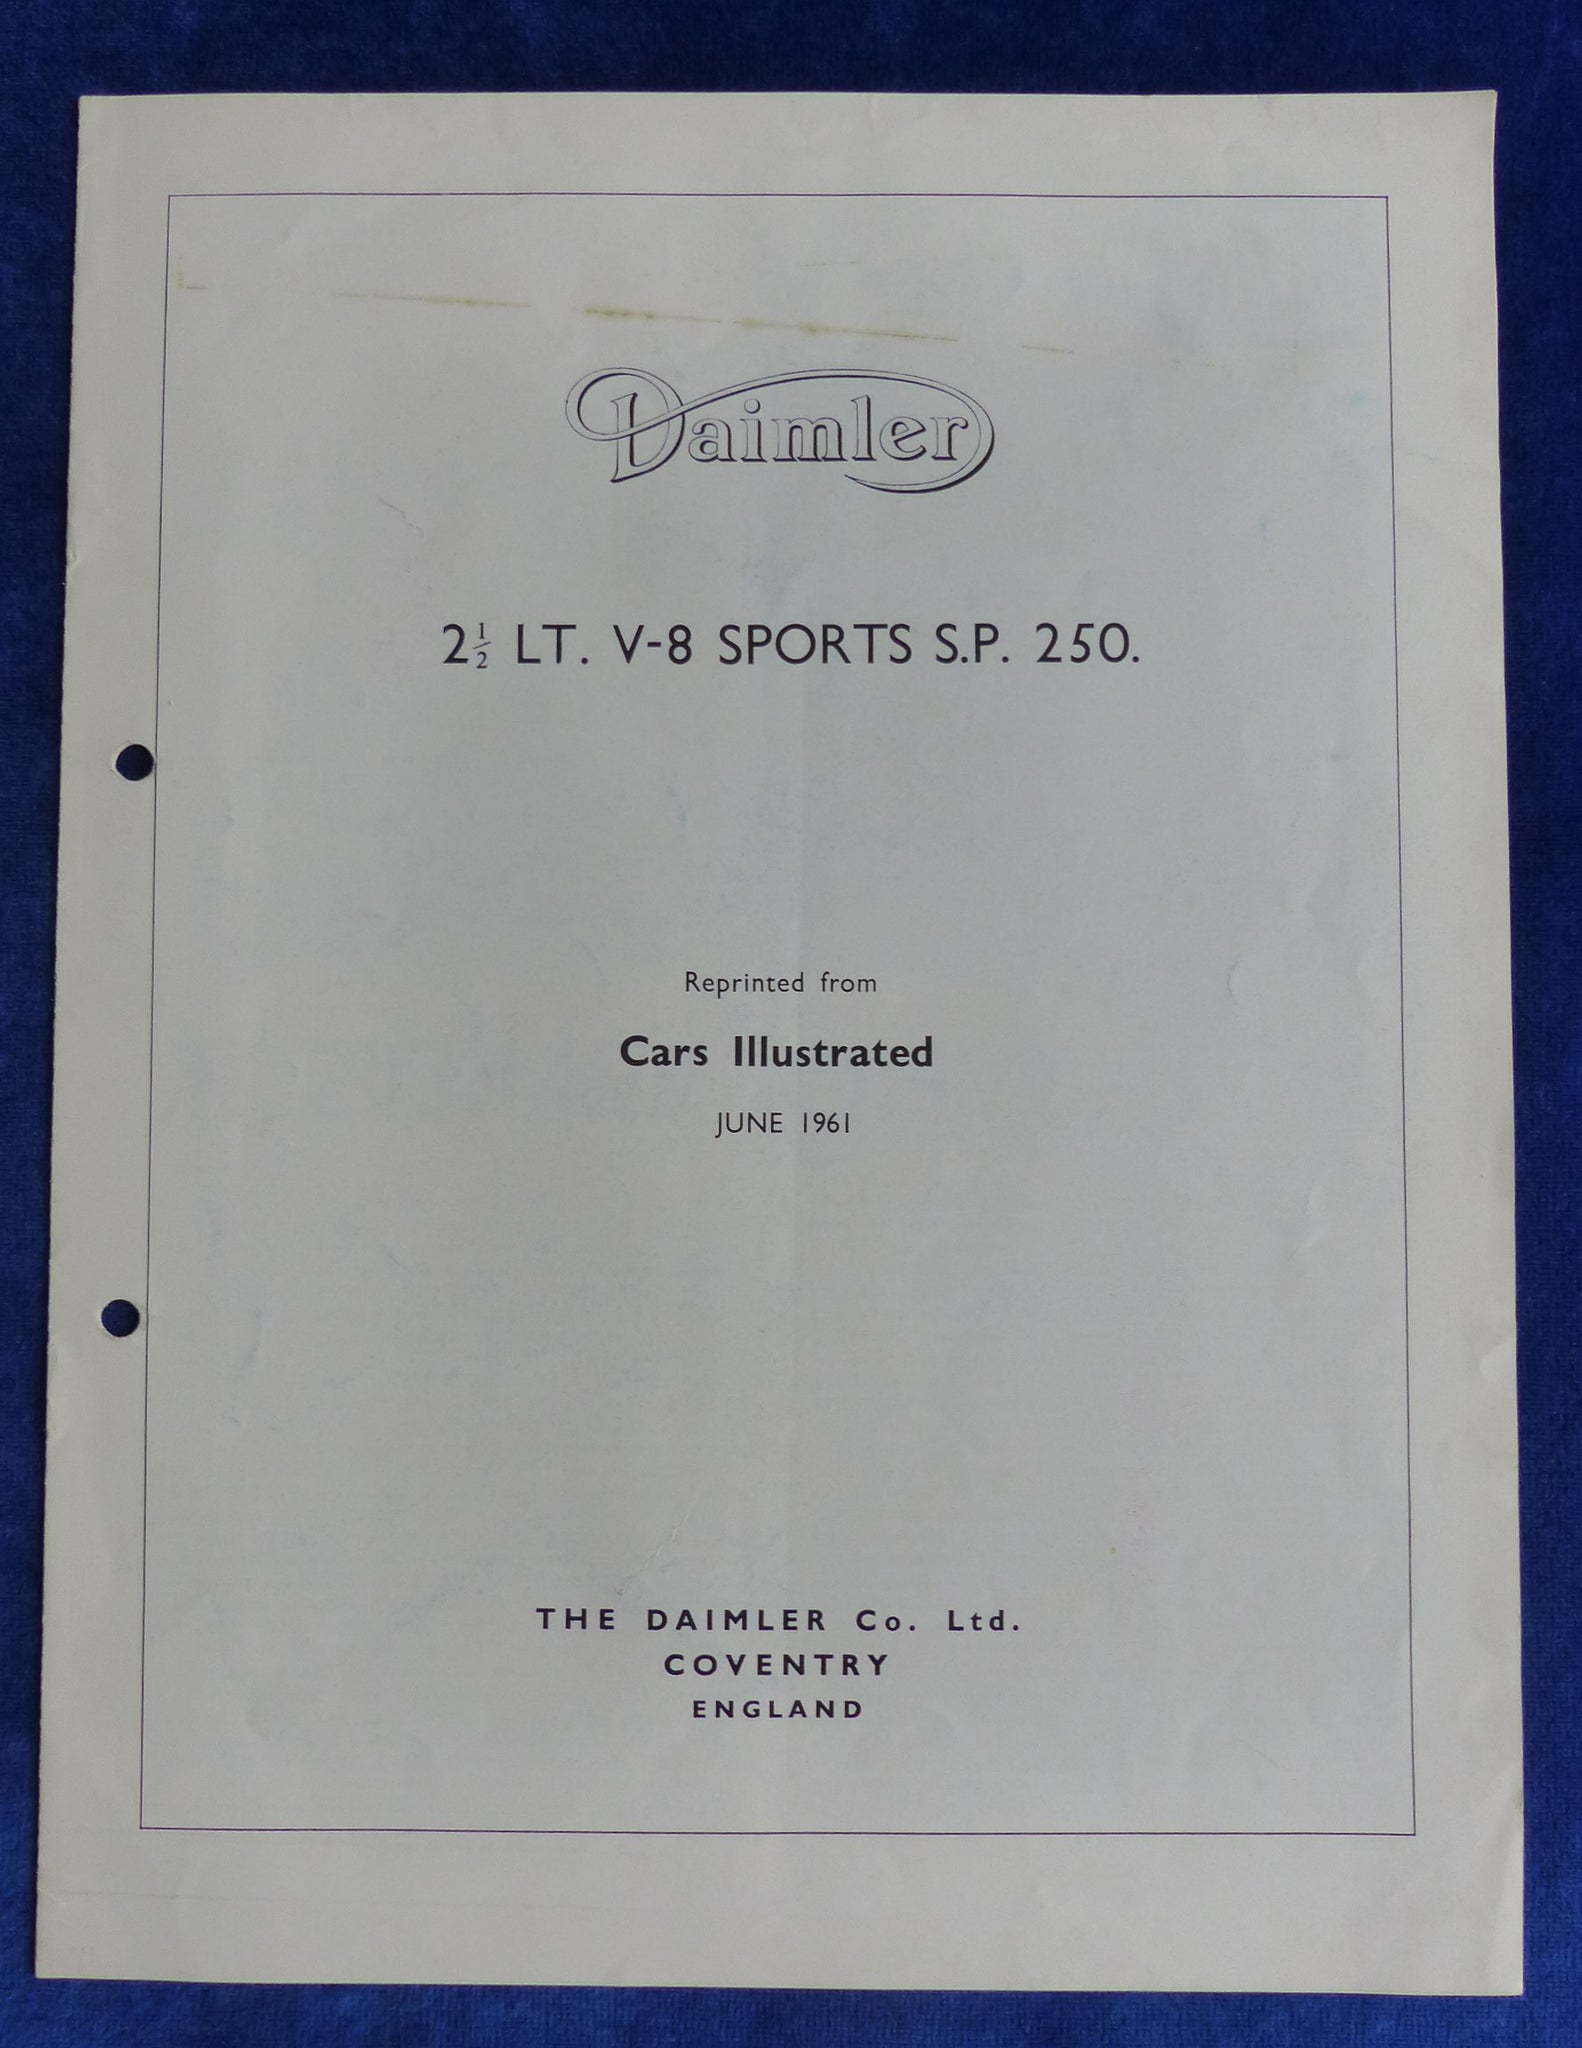 Daimler
2½ LT. V-8 SPORTS S.P. 250.
Reprinted from
Cars Illustrated
JUNE 1961
THE DAIMLER Co. Ltd.
COVENTRY
ENGLAND